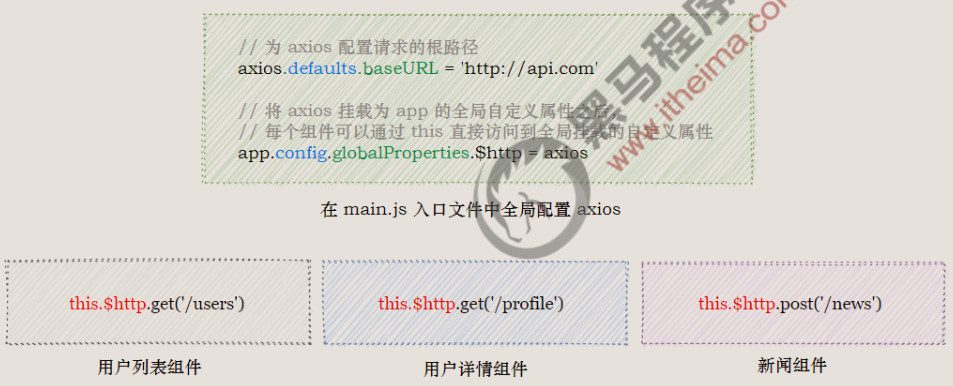 // 为 axios 配置请求的根路径
axios.defaults.baseURL = 'http://api.com'
// 将 axios 挂载为 app 的全局自定义属性之后，
// 每个组件可以通过 this 直接访问到全局挂载的自定义属性
app.config.globalProperties.$http = axios
黑马程序
www.itheima.co
在 main.js 入口文件中全局配置 axios
this.$http.get('/users')
this.$http.get('/profile')
this.$http.post('/news')
用户列表组件
用户详情组件
新闻组件